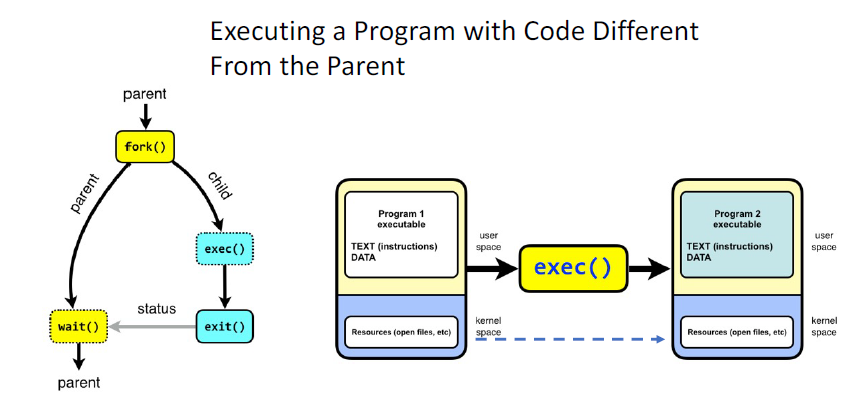 Executing a Program with Code Different
From the Parent
parent
fork()
parent
child
exec()
status
wait()
exit()
parent
Program 1
executable
TEXT (instructions)
DATA
user
space
Resources (open files, etc)
kernel
space
exec()
Program 2
executable
TEXT (instructions)
DATA
user
space
Resources (open files, etc)
kernel
space